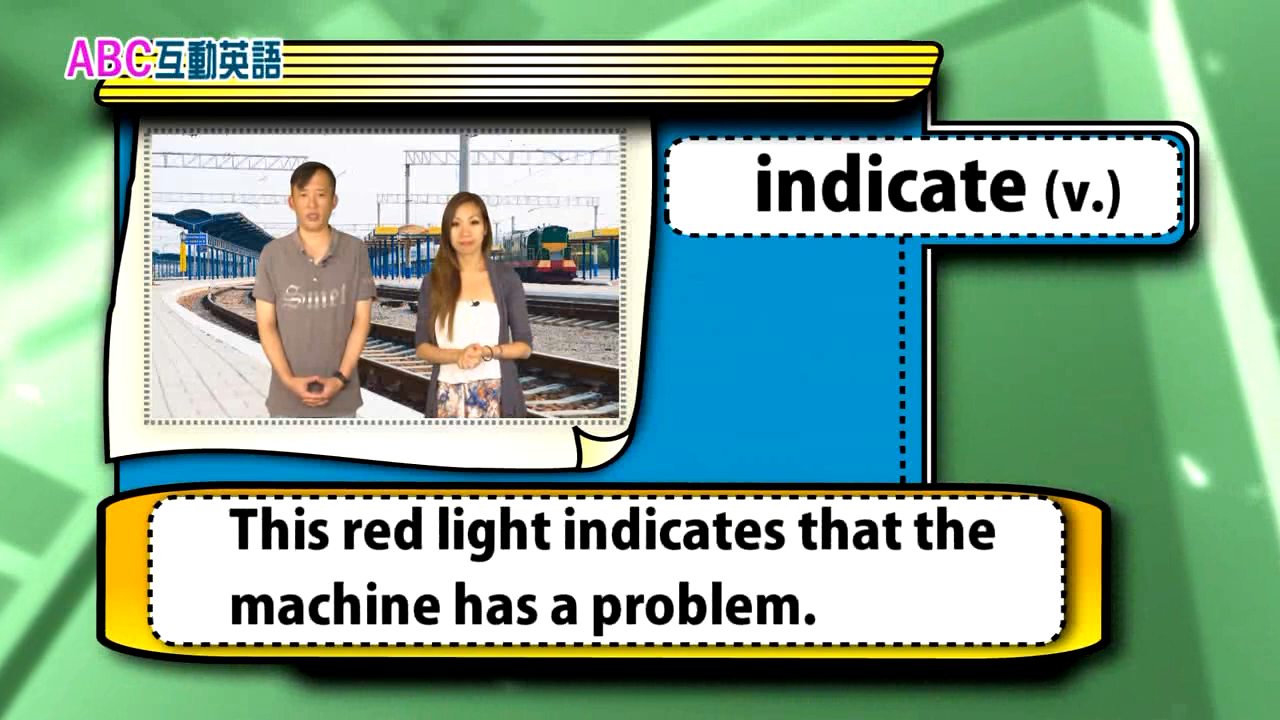 ABC互動英語
indicate (v.)
Smel
This red light indicates that the
machine has a problem.